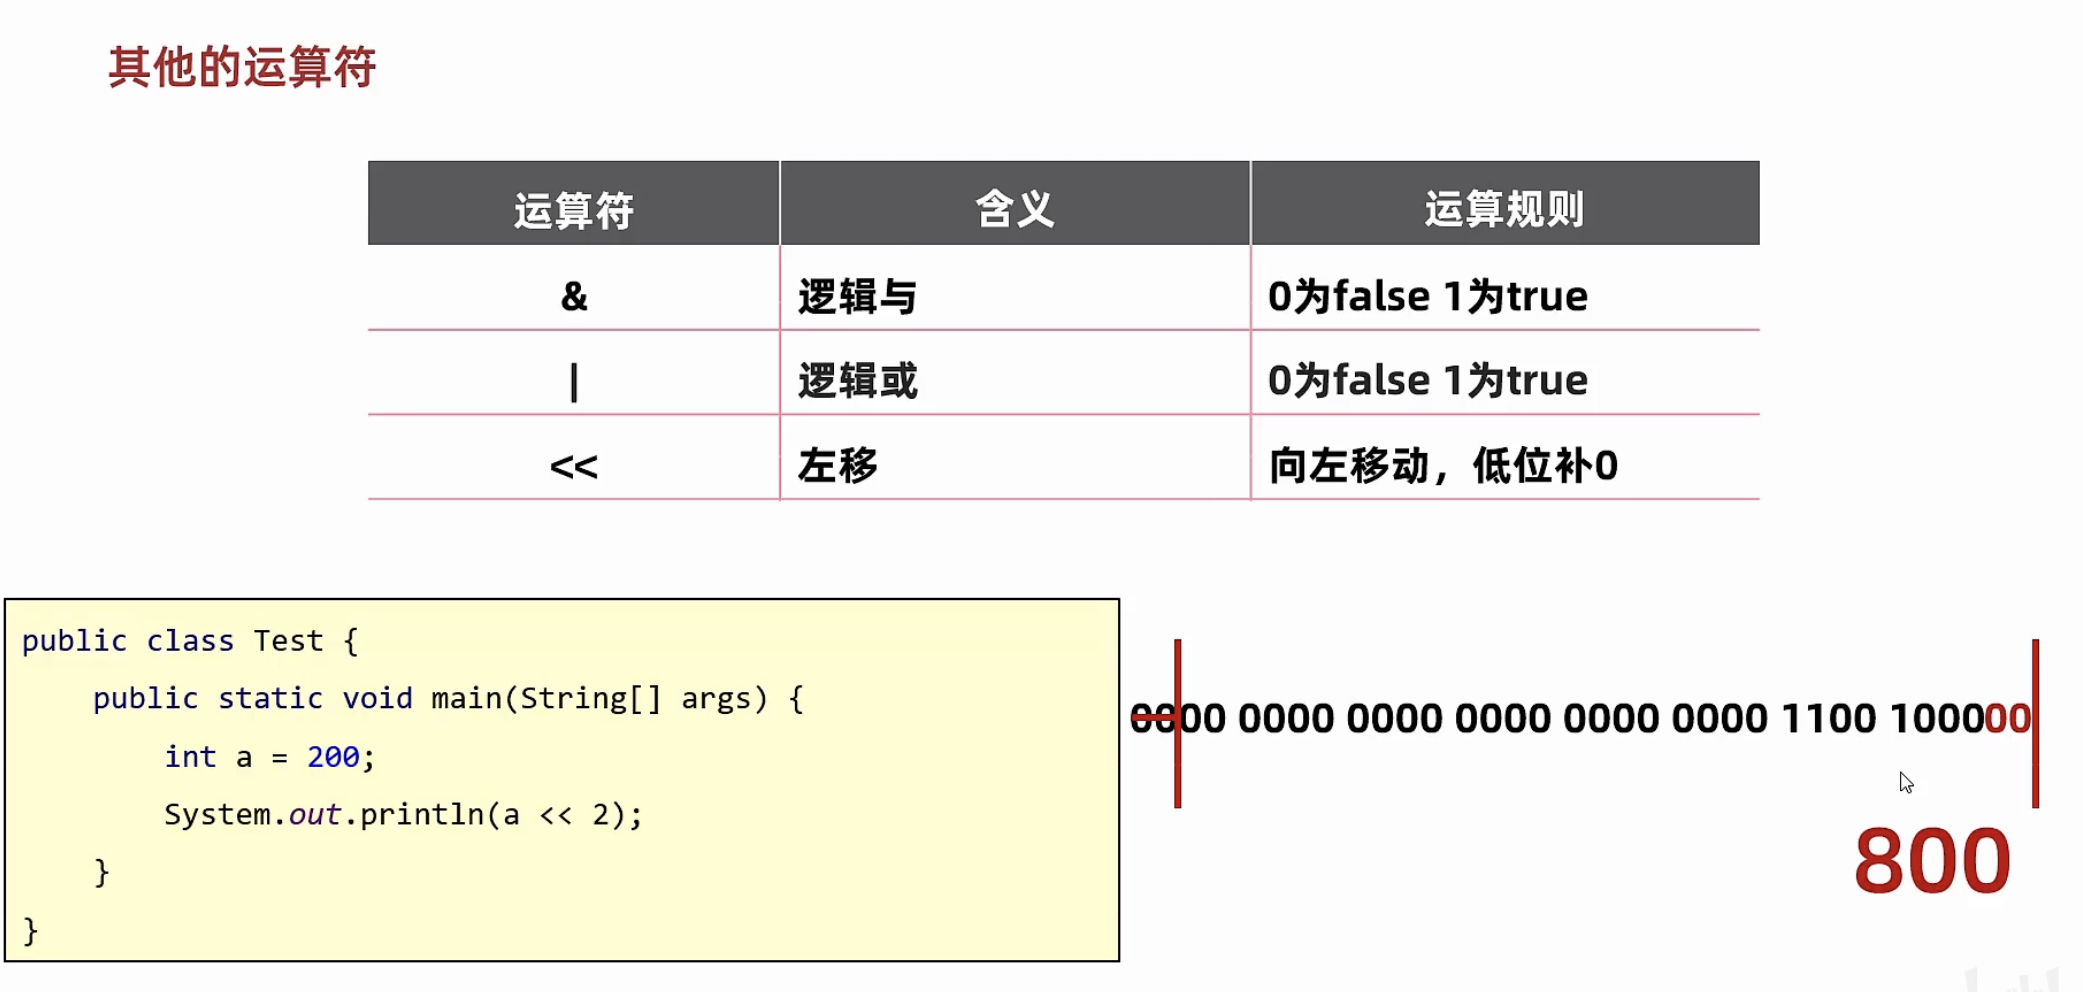 其他的运算符
运算符 含义 运算规则
& 逻辑与 0为false 1为true
| 逻辑或 0为false 1为true
<< 左移 向左移动，低位补0
public class Test {
public static void main(String[] args) {
int a = 200;
System.out.println(a << 2);
}
}
0000 0000 0000 0000 0000 0000 1100 100000
800